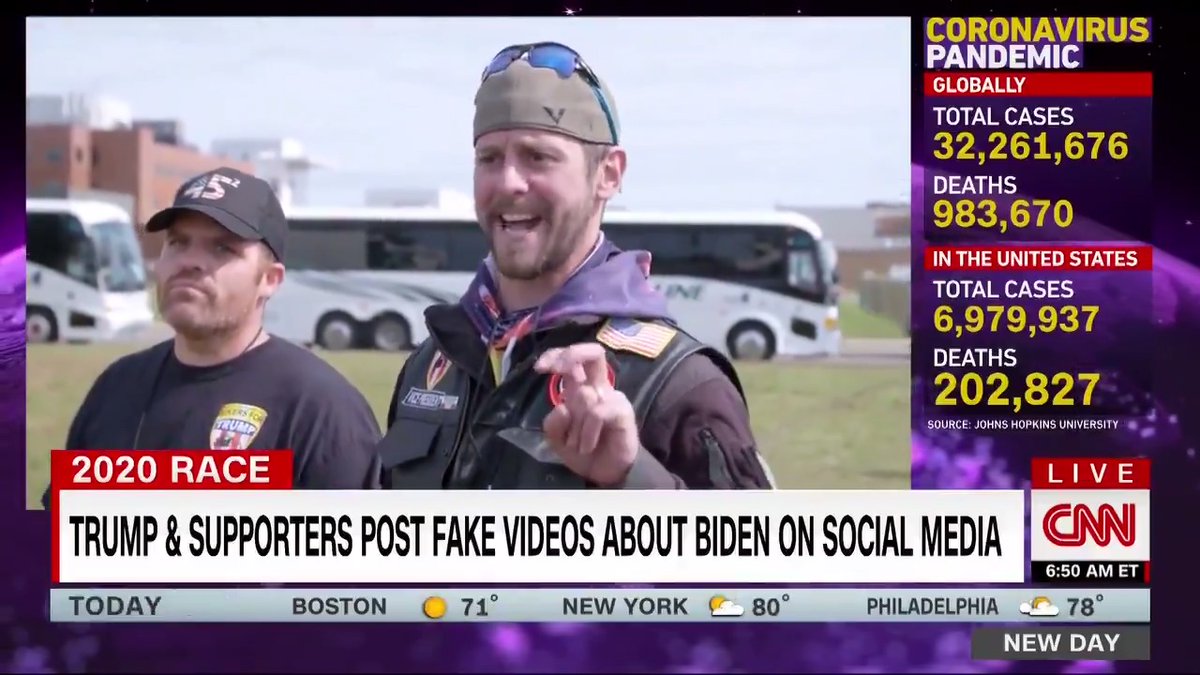 CORONAVIRUS
PANDEMIC
GLOBALLY
TOTAL CASES
32,261,676
DEATHS
983,670
IN THE UNITED STATES
TOTAL CASES
6,979,937
DEATHS
202,827
SOURCE: JOHNS HOPKINS UNIVERSITY
45
TRUMP
VICE-PRESIDENT
LINE
2020 RACE
TRUMP & SUPPORTERS POST FAKE VIDEOS ABOUT BIDEN ON SOCIAL MEDIA
LIVE
CNN
6:50 AM ET
TODAY BOSTON 71° NEW YORK 80° PHILADELPHIA 78°
NEW DAY